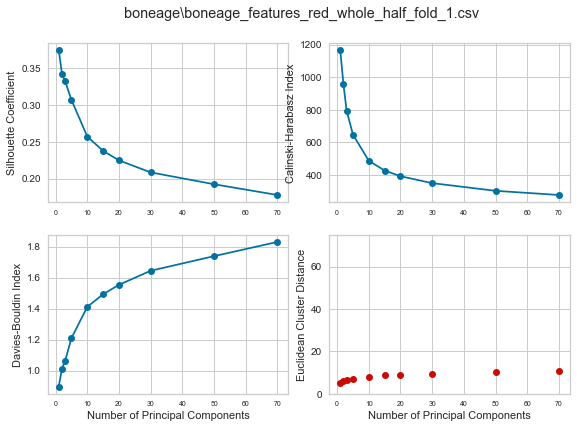 boneage\boneage_features_red_whole_half_fold_1.csv
Silhouette Coefficient
0.35
0.30
0.25
0.20
0 10 20 30 40 50 60 70
Calinski-Harabasz Index
1200
1000
800
600
400
0 10 20 30 40 50 60 70
Davies-Bouldin Index
1.8
1.6
1.4
1.2
1.0
0 10 20 30 40 50 60 70
Number of Principal Components
Euclidean Cluster Distance
60
40
20
0
0 10 20 30 40 50 60 70
Number of Principal Components